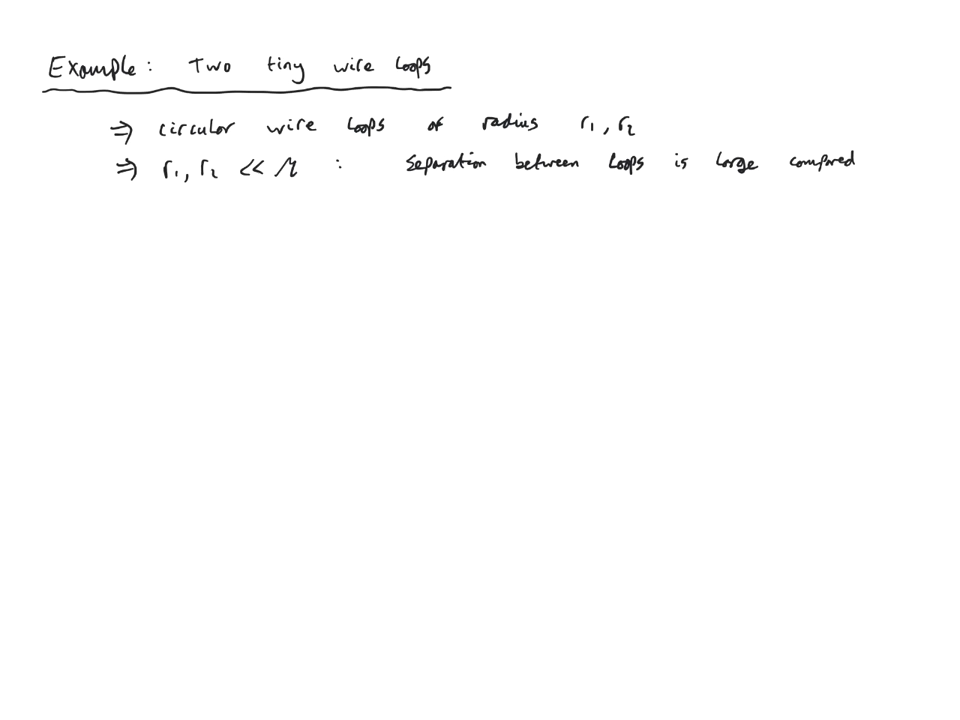 Example: Two tiny wire loops
⇒ circular wire loops of radius r₁, r₂
⇒ r₁, r₂ << r : separation between loops is large compared